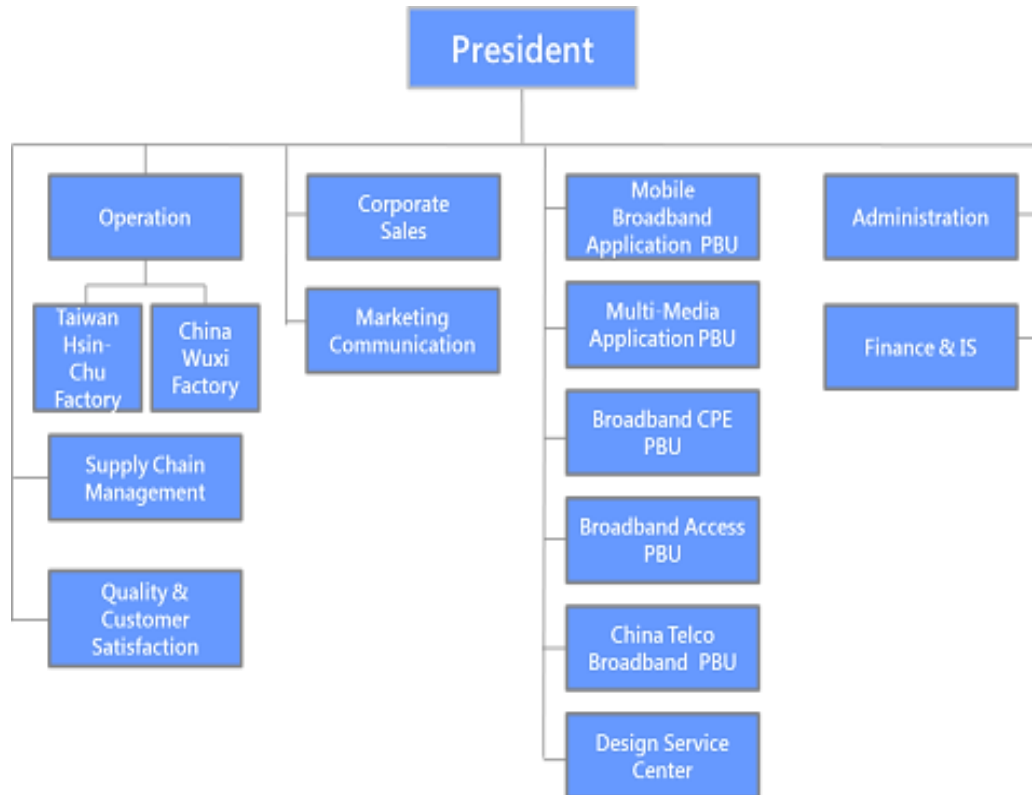 President
Operation
Taiwan
Hsin-
Chu
Factory
China
Wuxi
Factory
Supply Chain
Management
Quality &
Customer
Satisfaction
Corporate
Sales
Marketing
Communication
Mobile
Broadband
Application PBU
Multi-Media
Application PBU
Broadband CPE
PBU
Broadband Access
PBU
China Telco
Broadband PBU
Design Service
Center
Administration
Finance & IS